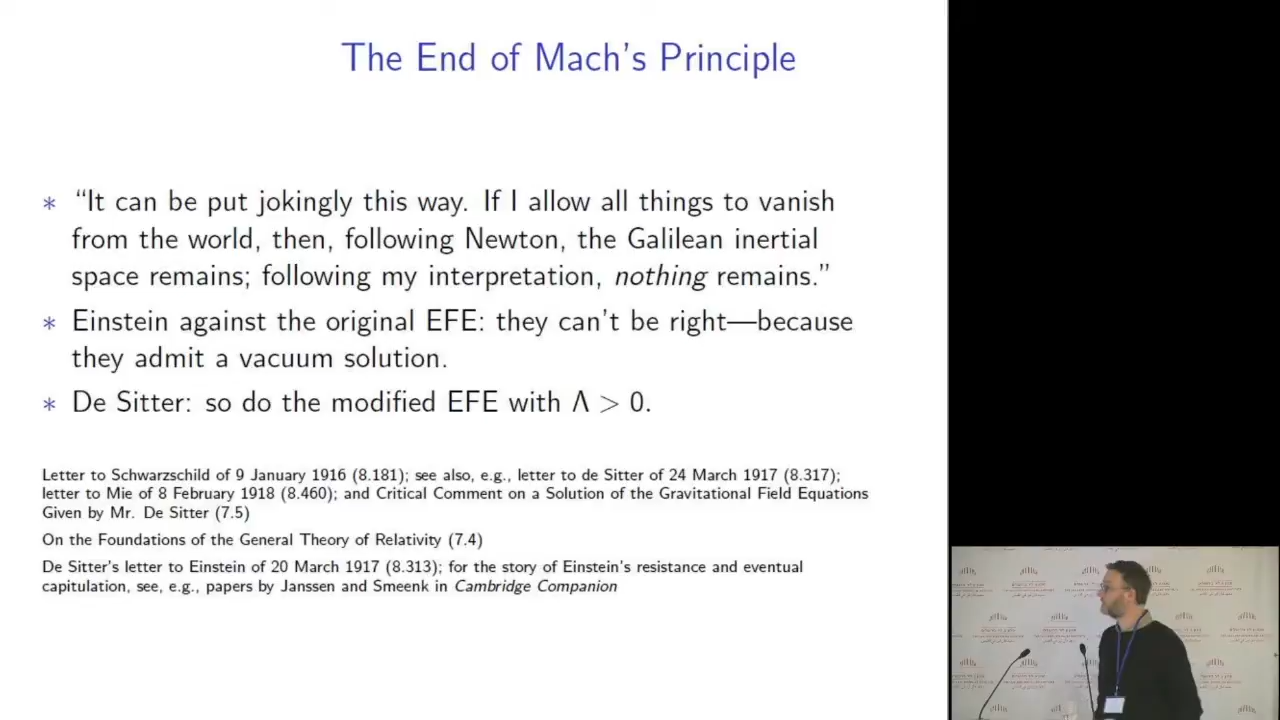 The End of Mach's Principle
* "It can be put jokingly this way. If I allow all things to vanish
from the world, then, following Newton, the Galilean inertial
space remains; following my interpretation, nothing remains."
* Einstein against the original EFE: they can't be right—because
they admit a vacuum solution.
* De Sitter: so do the modified EFE with Λ > 0.
Letter to Schwarzschild of 9 January 1916 (8.181); see also, e.g., letter to de Sitter of 24 March 1917 (8.317);
letter to Mie of 8 February 1918 (8.460); and Critical Comment on a Solution of the Gravitational Field Equations
Given by Mr. De Sitter (7.5)
On the Foundations of the General Theory of Relativity (7.4)
De Sitter's letter to Einstein of 20 March 1917 (8.313); for the story of Einstein's resistance and eventual
capitulation, see, e.g., papers by Janssen and Smeenk in Cambridge Companion